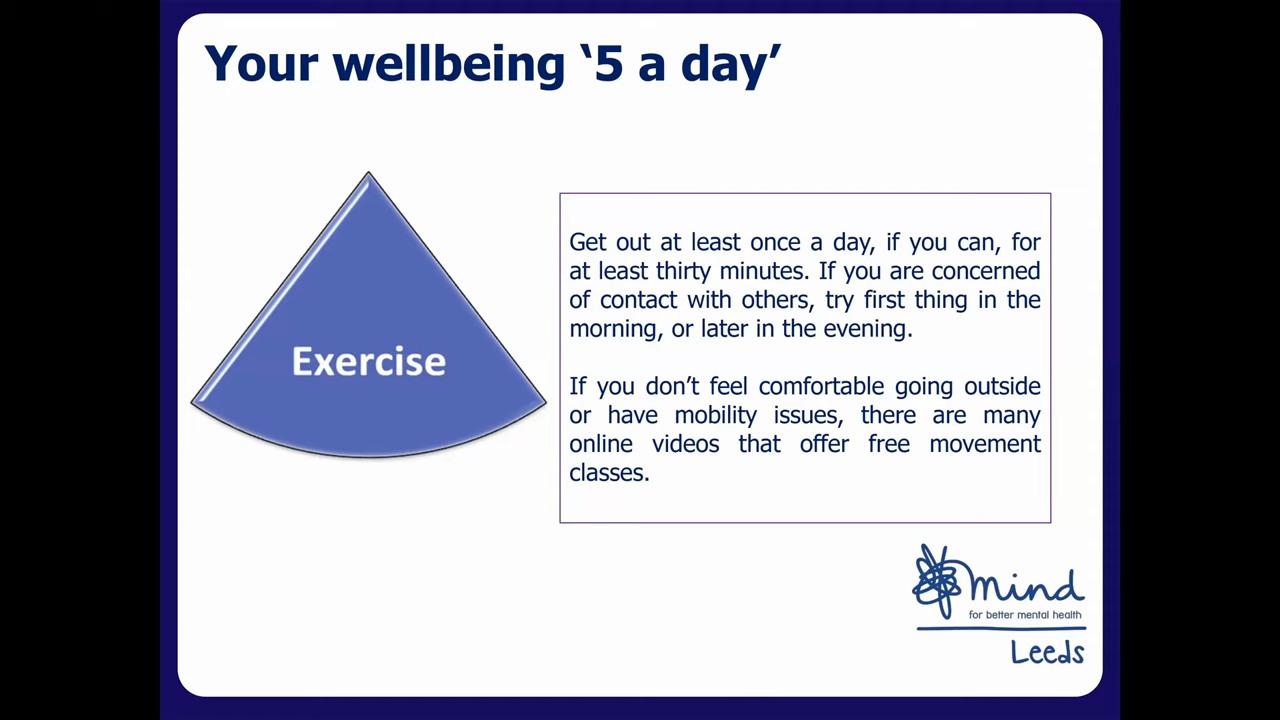 Your wellbeing ‘5 a day’
Exercise
Get out at least once a day, if you can, for
at least thirty minutes. If you are concerned
of contact with others, try first thing in the
morning, or later in the evening.
If you don’t feel comfortable going outside
or have mobility issues, there are many
online videos that offer free movement
classes.
mind
for better mental health
Leeds